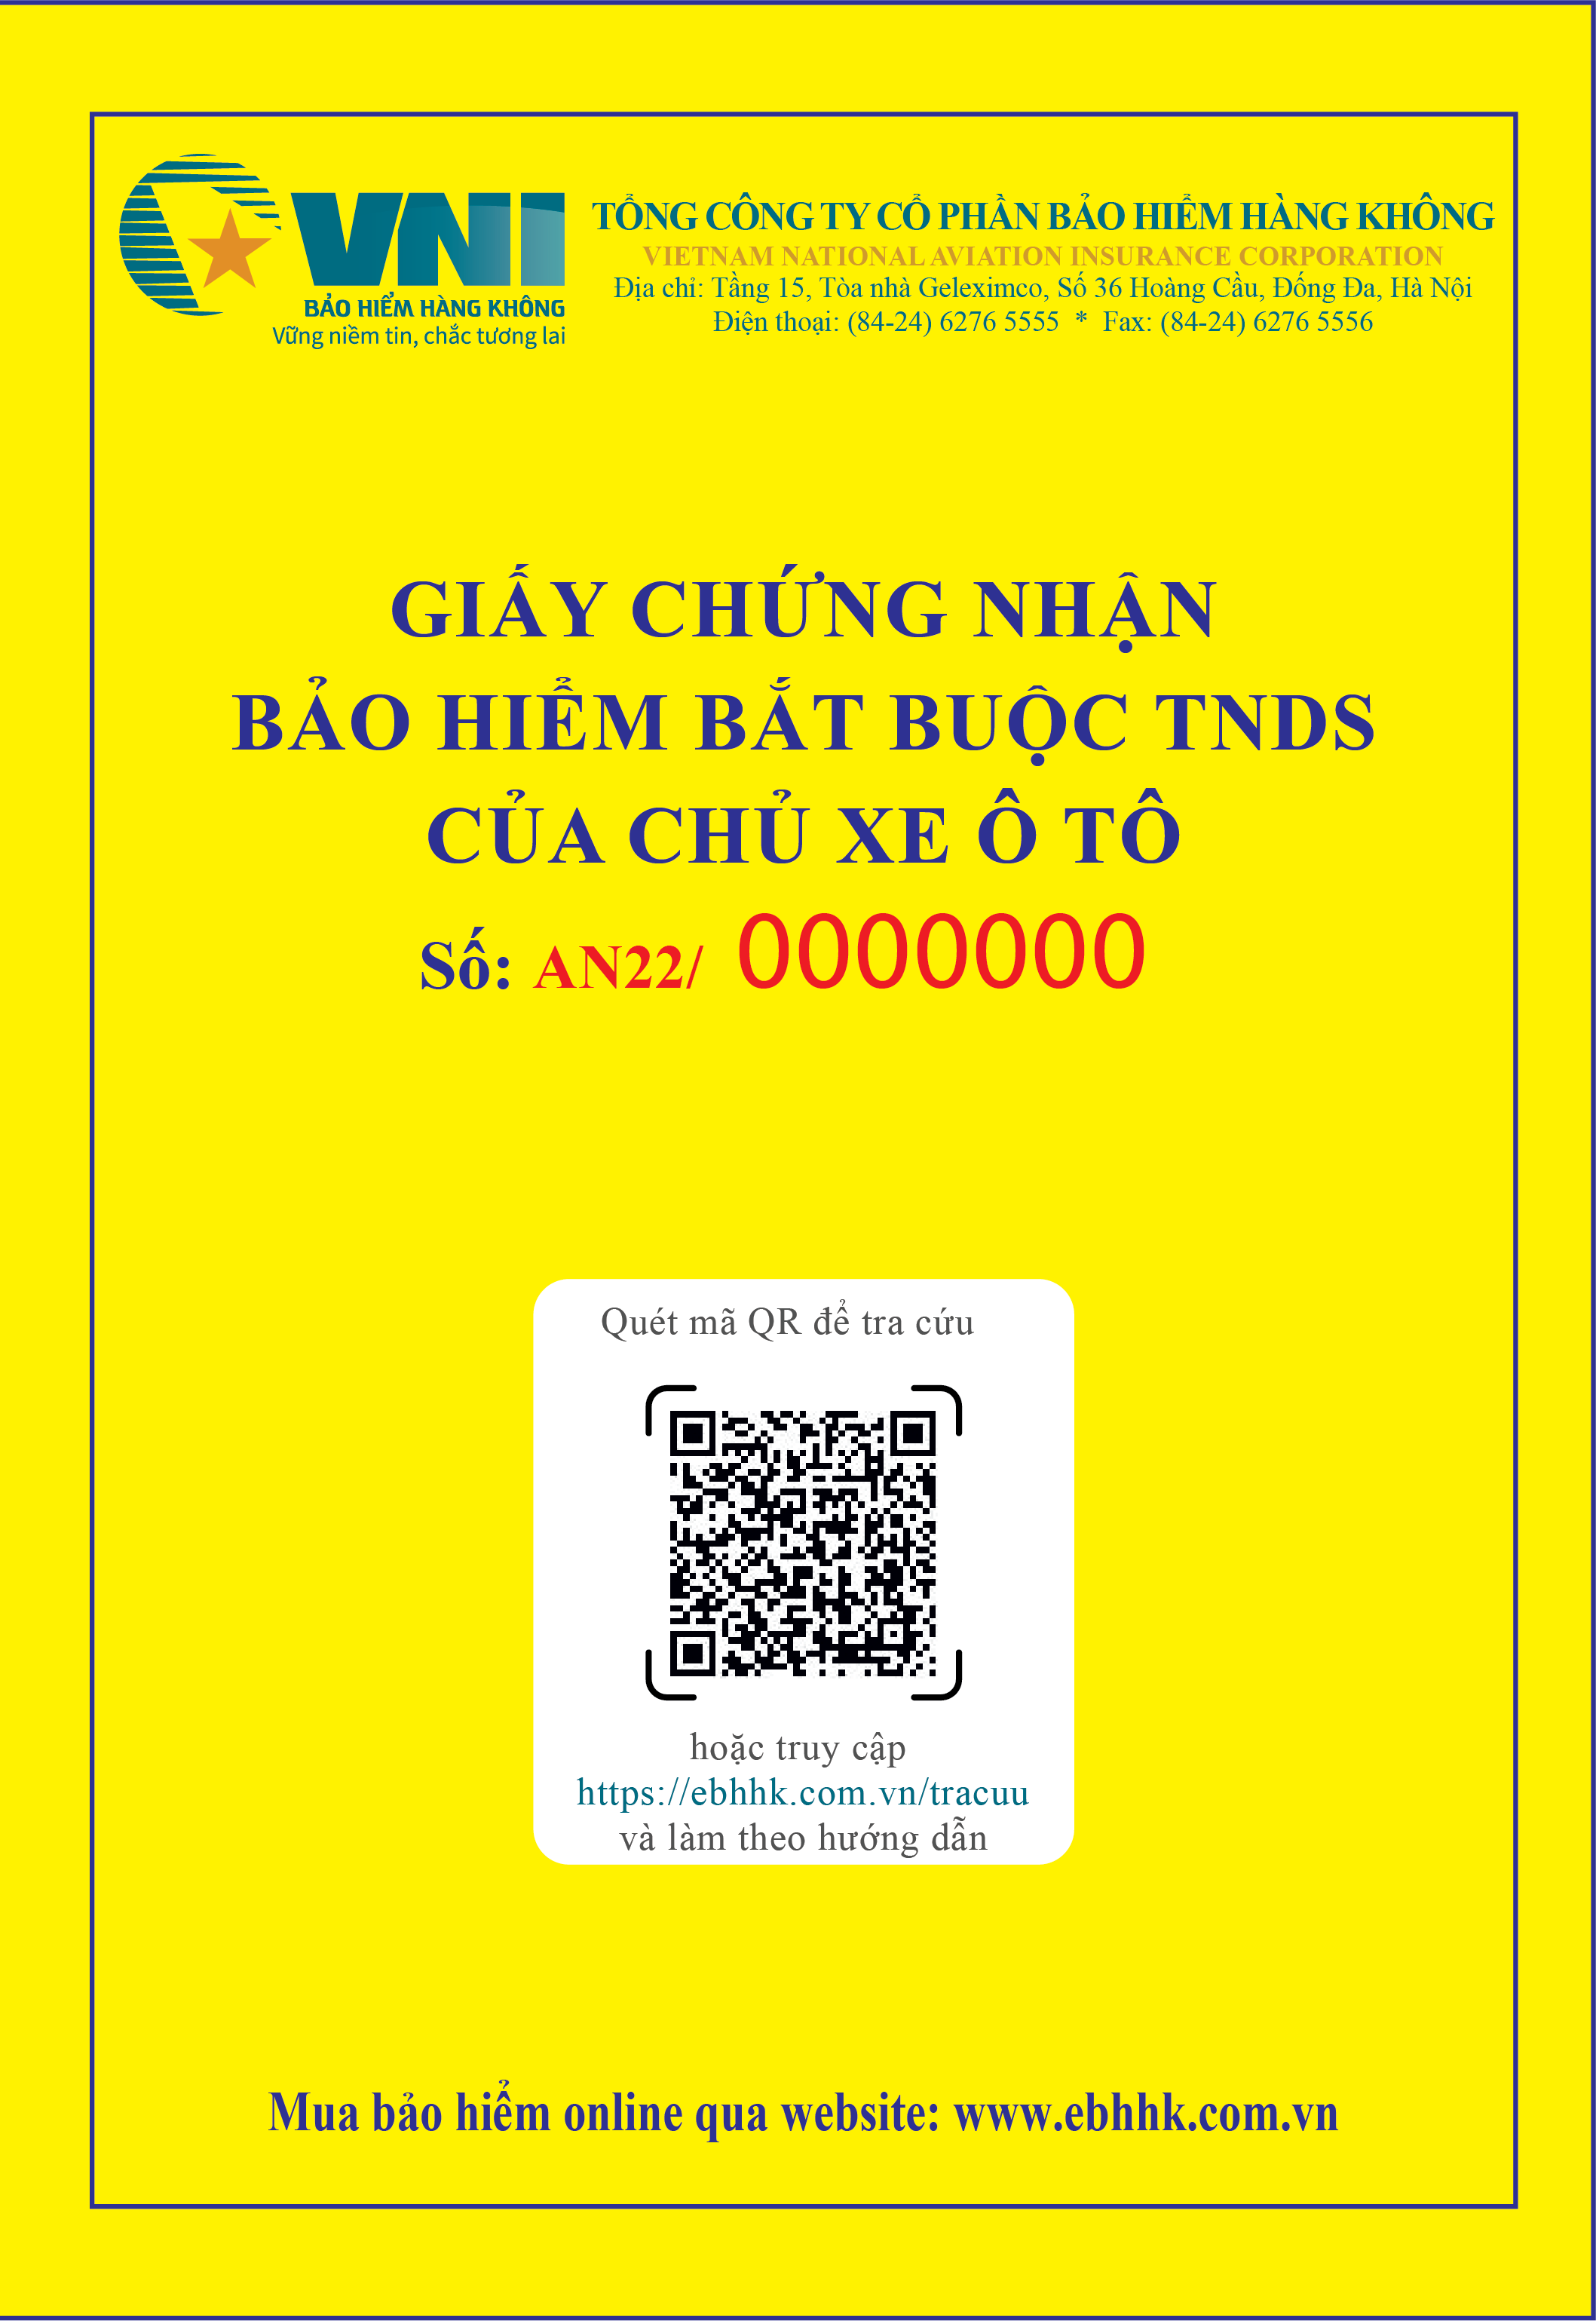 VNI
BẢO HIỂM HÀNG KHÔNG
Vững niềm tin, chắc tương lai
TỔNG CÔNG TY CỔ PHẦN BẢO HIỂM HÀNG KHÔNG
VIETNAM NATIONAL AVIATION INSURANCE CORPORATION
Địa chỉ: Tầng 15, Tòa nhà Geleximco, Số 36 Hoàng Cầu, Đống Đa, Hà Nội
Điện thoại: (84-24) 6276 5555 * Fax: (84-24) 6276 5556
GIẤY CHỨNG NHẬN
BẢO HIỂM BẮT BUỘC TNDS
CỦA CHỦ XE Ô TÔ
Số: AN22/ 0000000
Quét mã QR để tra cứu
hoặc truy cập
https://ebhhk.com.vn/tracuu
và làm theo hướng dẫn
Mua bảo hiểm online qua website: www.ebhhk.com.vn